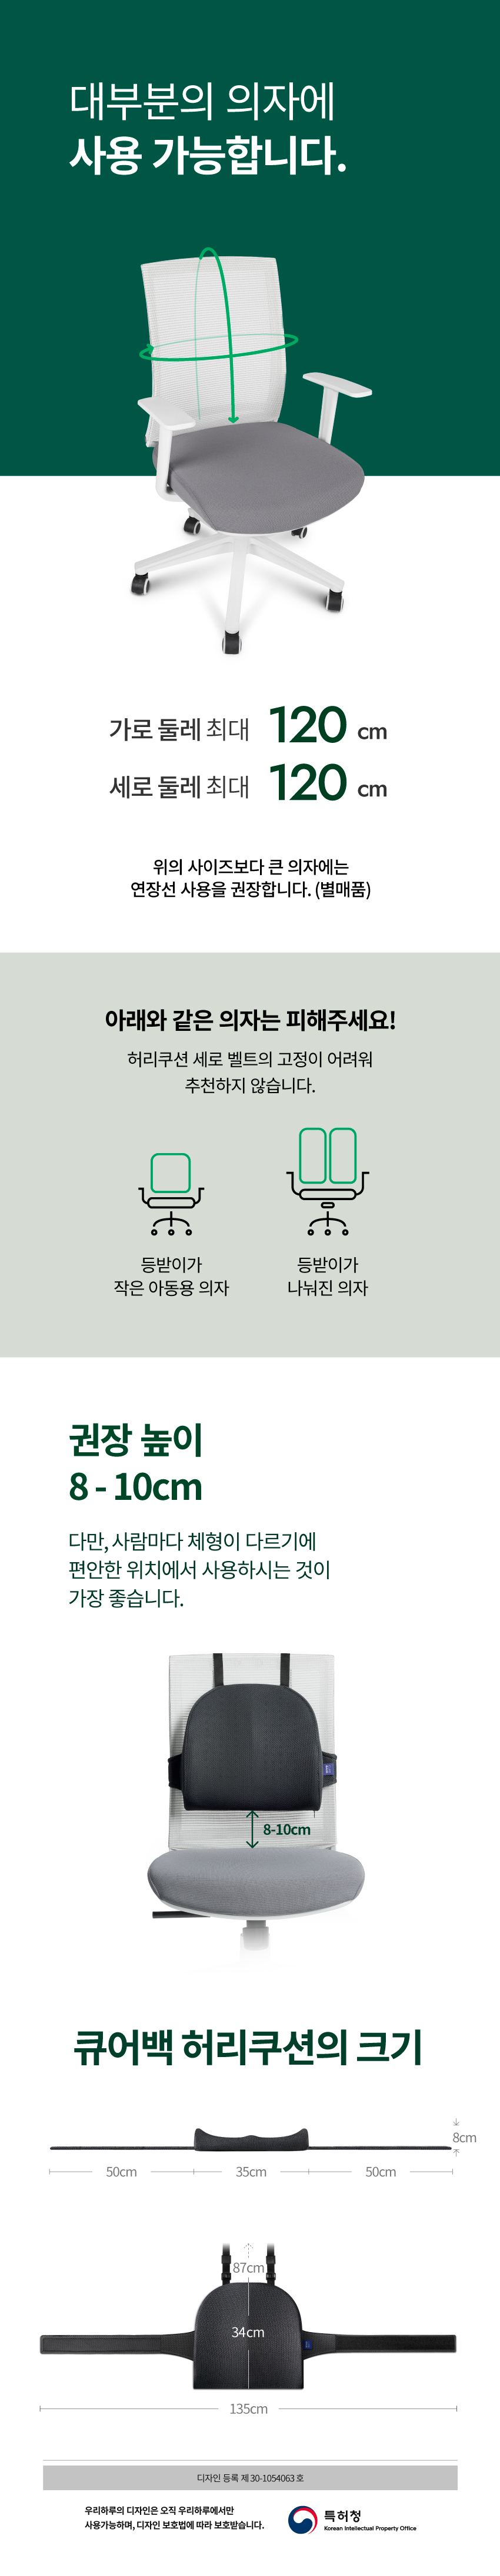 대부분의 의자에
사용 가능합니다.
가로 둘레 최대 120 cm
세로 둘레 최대 120 cm
위의 사이즈보다 큰 의자에는
연장선 사용을 권장합니다. (별매품)
아래와 같은 의자는 피해주세요!
허리쿠션 세로 벨트의 고정이 어려워
추천하지 않습니다.
등받이가
작은 아동용 의자
등받이가
나눠진 의자
권장 높이
8 - 10cm
다만, 사람마다 체형이 다르기에
편안한 위치에서 사용하시는 것이
가장 좋습니다.
8-10cm
큐어백 허리쿠션의 크기
8cm
50cm 35cm 50cm
87cm
34cm
135cm
디자인 등록 제 30-1054063 호
우리하루의 디자인은 오직 우리하루에서만
사용가능하며, 디자인 보호법에 따라 보호받습니다.
특허청
Korean Intellectual Property Office